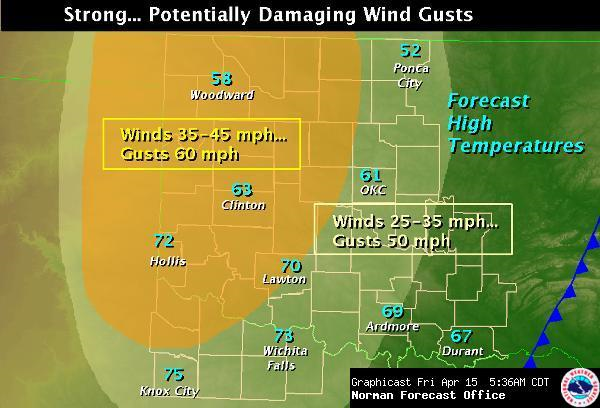 Strong... Potentially Damaging Wind Gusts
52
Ponca
City
58
Woodward
Forecast
High
Temperatures
Winds 35-45 mph...
Gusts 60 mph
61
OKC
63
Clinton
Winds 25-35 mph...
Gusts 50 mph
72
Hollis
70
Lawton
69
Ardmore
67
Durant
73
Wichita
Falls
75
Knox City
Graphicast Fri Apr 15 5:36AM CDT
Norman Forecast Office